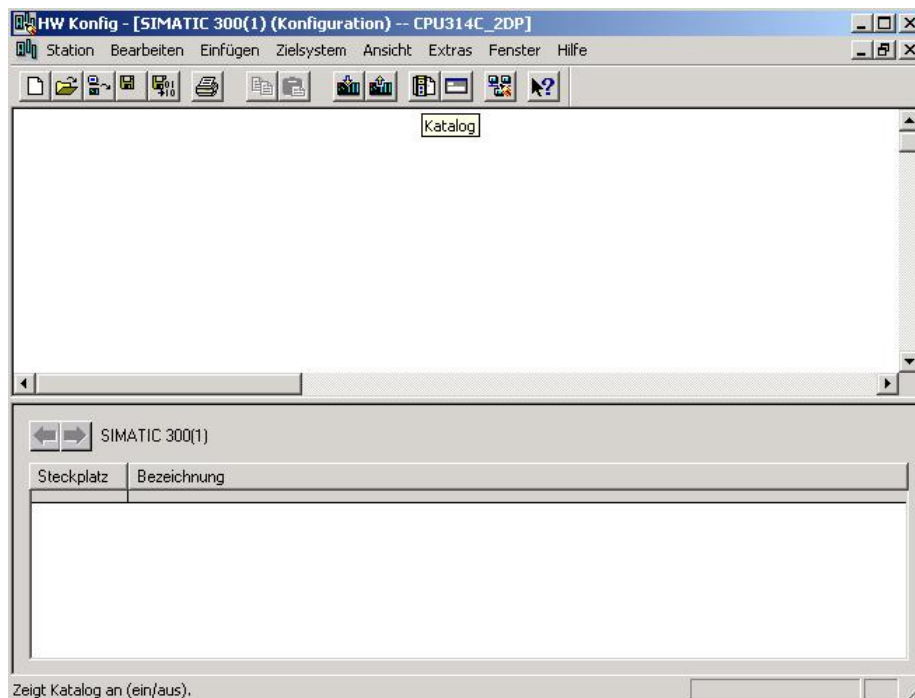 HW Konfig - [SIMATIC 300(1) (Konfiguration) -- CPU314C_2DP]
Station Bearbeiten Einfügen Zielsystem Ansicht Extras Fenster Hilfe
Katalog
SIMATIC 300(1)
Steckplatz Bezeichnung
Zeigt Katalog an (ein/aus).